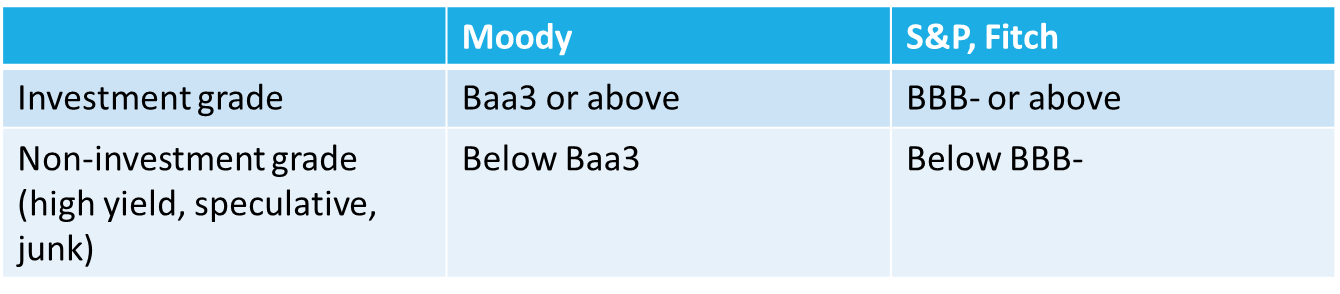 Moody S&P, Fitch
Investment grade Baa3 or above BBB- or above
Non-investment grade Below Baa3 Below BBB-
(high yield, speculative,
junk)